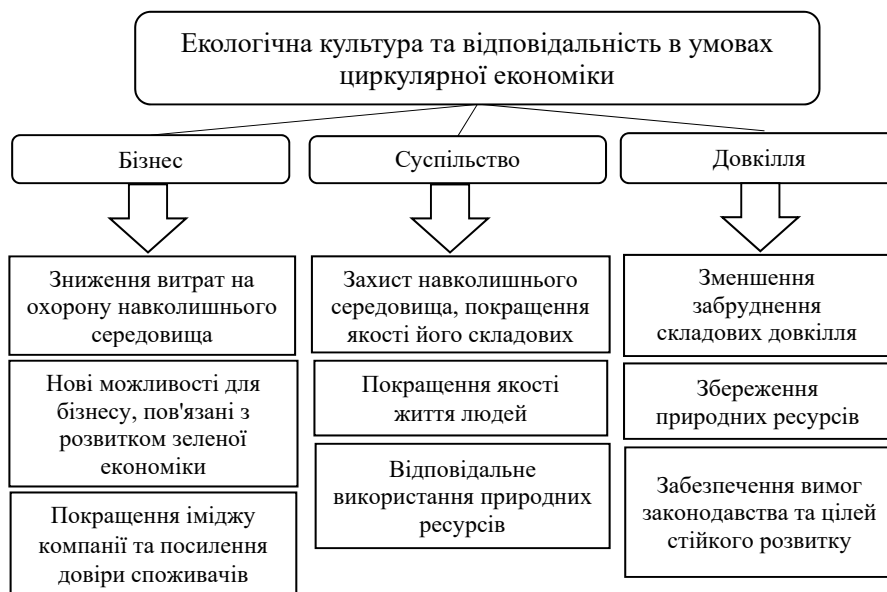 Екологічна культура та відповідальність в умовах
циркулярної економіки
Бізнес
Суспільство
Довкілля
Зниження витрат на
охорону навколишнього
середовища
Нові можливості для
бізнесу, пов'язані з
розвитком зеленої
економіки
Покращення іміджу
компанії та посилення
довіри споживачів
Захист навколишнього
середовища, покращення
якості його складових
Покращення якості
життя людей
Відповідальне
використання природних
ресурсів
Зменшення
забруднення
складових довкілля
Збереження
природних ресурсів
Забезпечення вимог
законодавства та цілей
стійкого розвитку